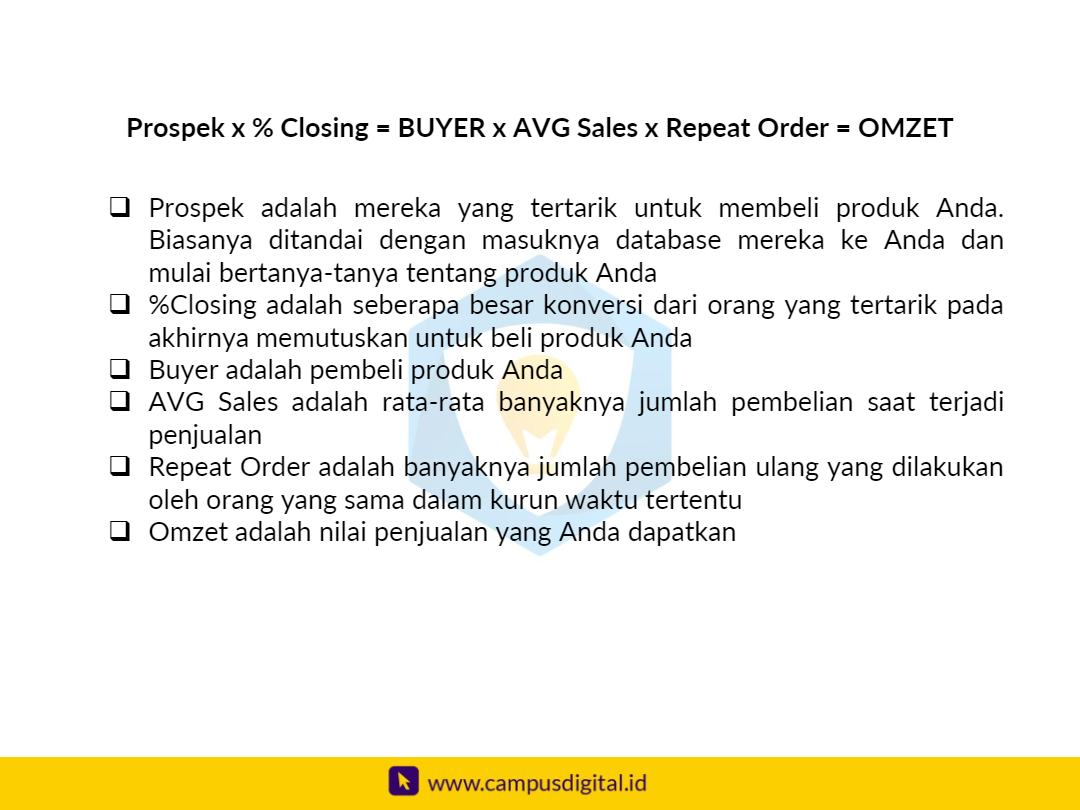 Prospek x % Closing = BUYER x AVG Sales x Repeat Order = OMZET
❑ Prospek adalah mereka yang tertarik untuk membeli produk Anda.
Biasanya ditandai dengan masuknya database mereka ke Anda dan
mulai bertanya-tanya tentang produk Anda
❑ %Closing adalah seberapa besar konversi dari orang yang tertarik pada
akhirnya memutuskan untuk beli produk Anda
❑ Buyer adalah pembeli produk Anda
❑ AVG Sales adalah rata-rata banyaknya jumlah pembelian saat terjadi
penjualan
❑ Repeat Order adalah banyaknya jumlah pembelian ulang yang dilakukan
oleh orang yang sama dalam kurun waktu tertentu
❑ Omzet adalah nilai penjualan yang Anda dapatkan
www.campusdigital.id